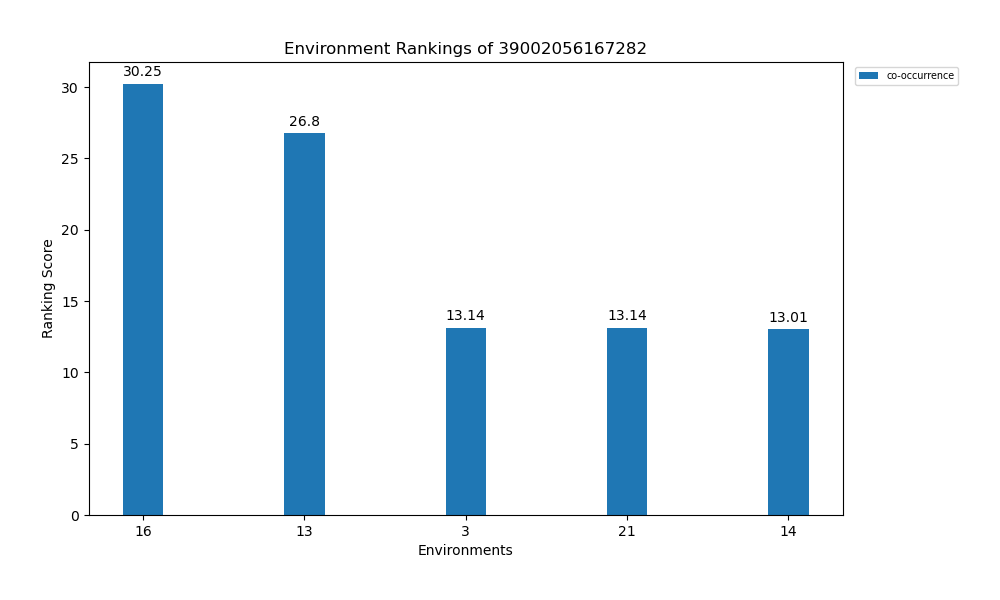 Environment Rankings of 39002056167282
co-occurrence
30.25
26.8
13.14
13.14
13.01
Ranking Score
30
25
20
15
10
5
0
16 13 3 21 14
Environments